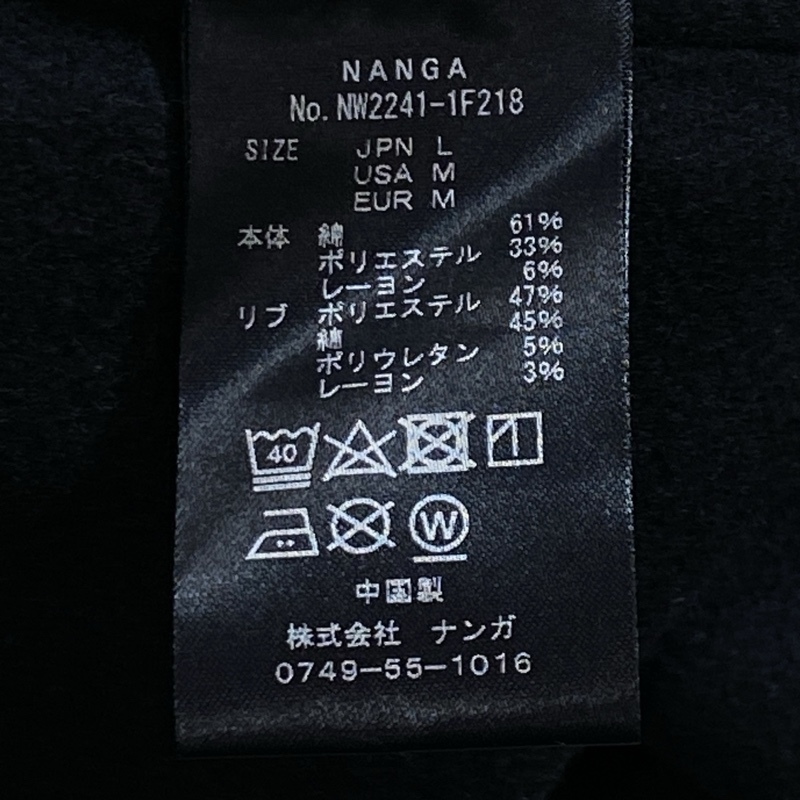 NANGA
No. NW2241-1F218
SIZE JPN L
USA M
EUR M
本体 綿 61%
ポリエステル 33%
レーヨン 6%
リブ ポリエステル 47%
綿 45%
ポリウレタン 5%
レーヨン 3%
40
W
中国製
株式会社 ナンガ
0749-55-1016